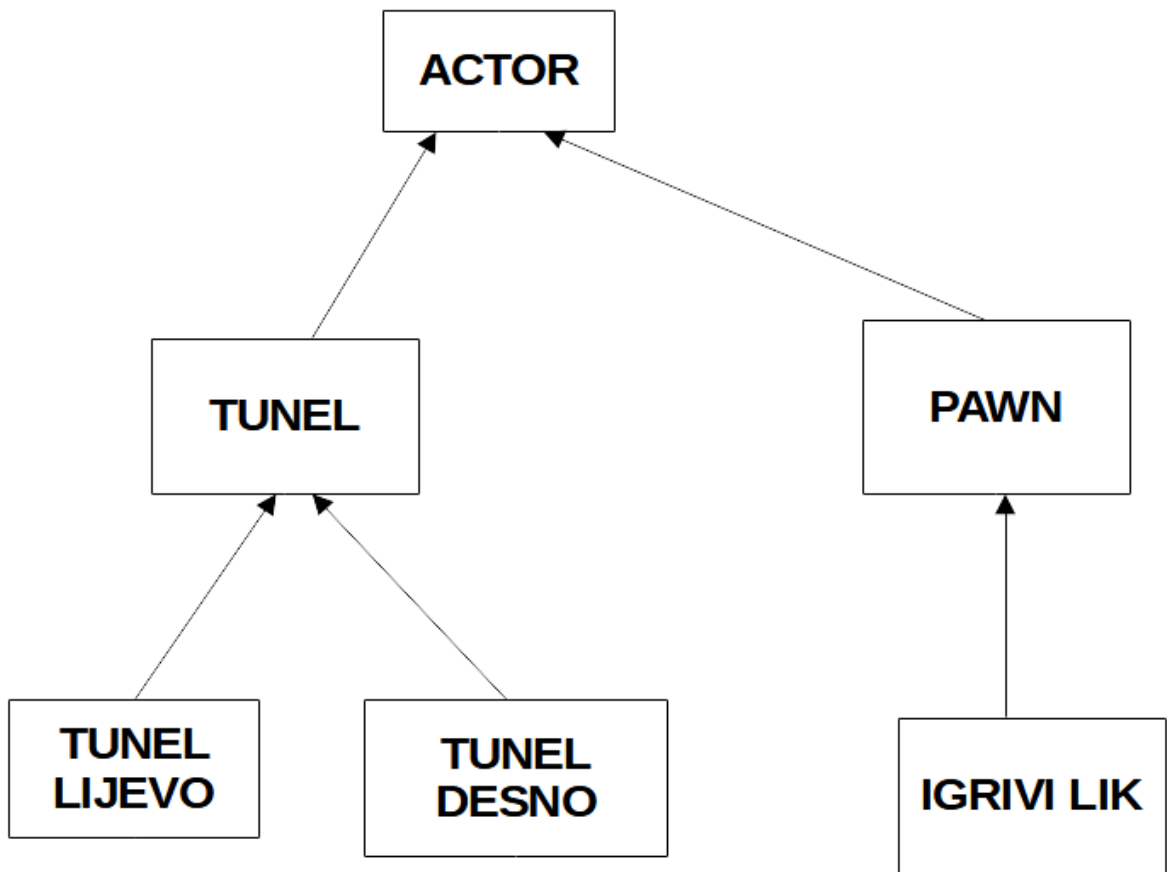 ACTOR
TUNEL
PAWN
TUNEL
LIJEVO
TUNEL
DESNO
IGRIVI LIK